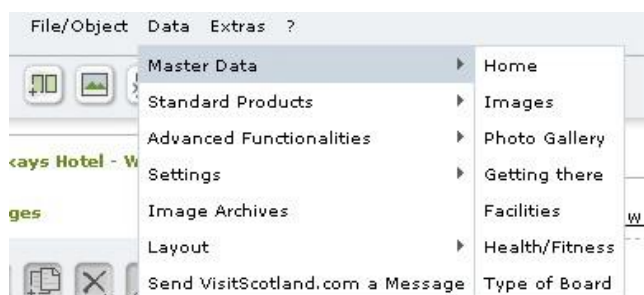 File/Object Data Extras ?
Master Data
Standard Products
Advanced Functionalities
Settings
Image Archives
Layout
Send VisitScotland.com a Message
Home
Images
Photo Gallery
Getting there
Facilities
Health/Fitness
Type of Board
Hotel - W